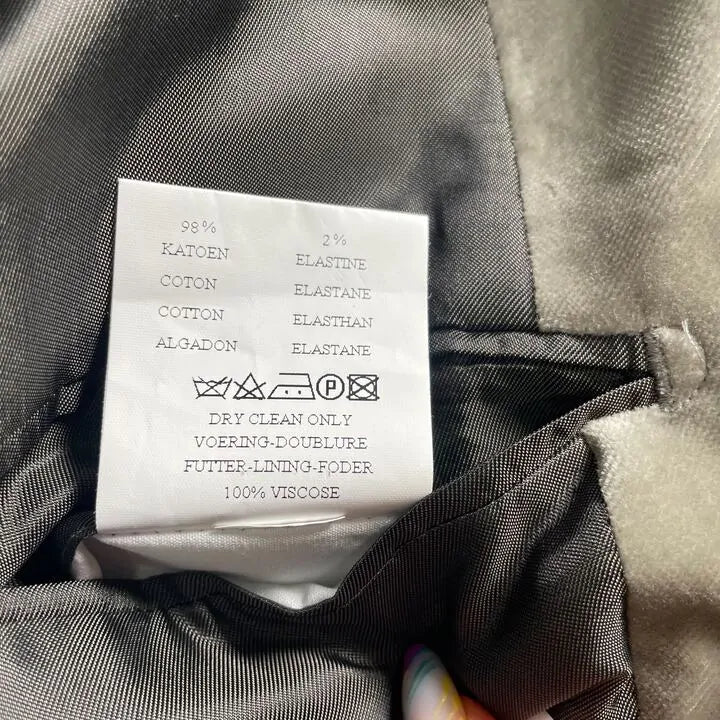 98% 2%
KATOEN ELASTINE
COTON ELASTANE
COTTON ELASTHAN
ALGADON ELASTANE
P
DRY CLEAN ONLY
VOERING-DOUBLURE
FUTTER-LINING-FODER
100% VISCOSE